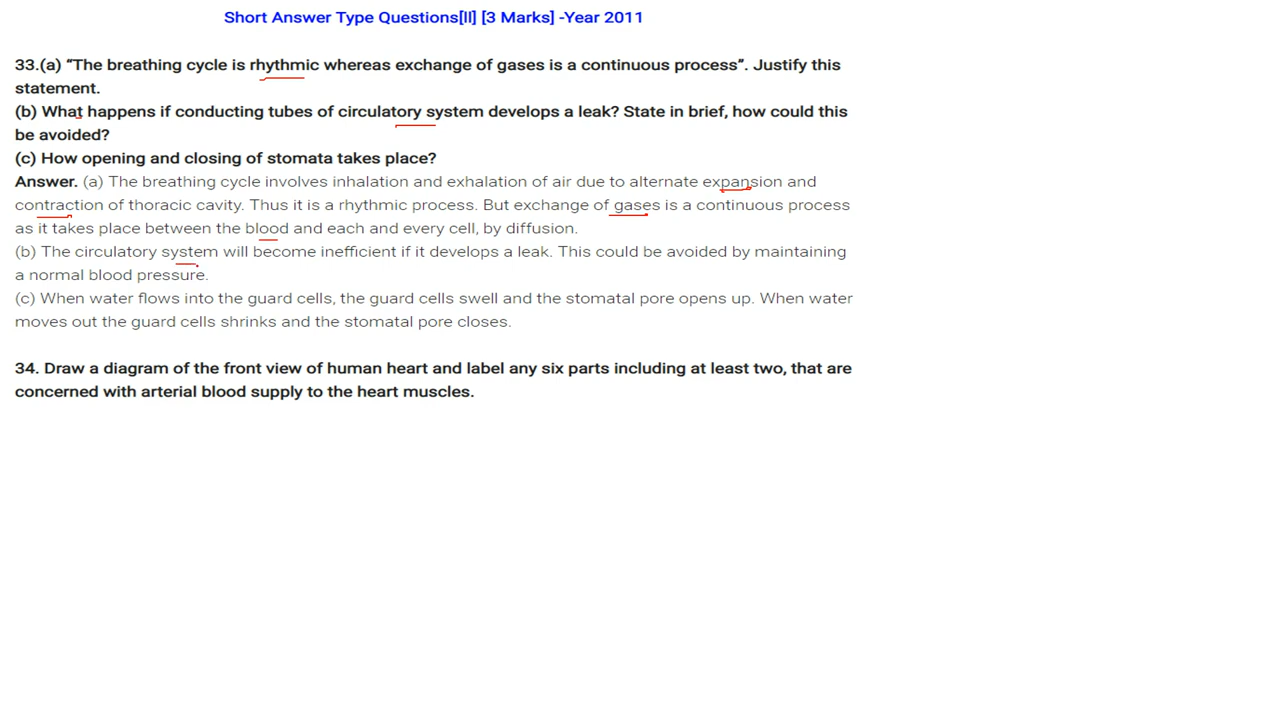 Short Answer Type Questions[II] [3 Marks] -Year 2011
33.(a) “The breathing cycle is rhythmic whereas exchange of gases is a continuous process”. Justify this
statement.
(b) What happens if conducting tubes of circulatory system develops a leak? State in brief, how could this
be avoided?
(c) How opening and closing of stomata takes place?
Answer. (a) The breathing cycle involves inhalation and exhalation of air due to alternate expansion and
contraction of thoracic cavity. Thus it is a rhythmic process. But exchange of gases is a continuous process
as it takes place between the blood and each and every cell, by diffusion.
(b) The circulatory system will become inefficient if it develops a leak. This could be avoided by maintaining
a normal blood pressure.
(c) When water flows into the guard cells, the guard cells swell and the stomatal pore opens up. When water
moves out the guard cells shrinks and the stomatal pore closes.
34. Draw a diagram of the front view of human heart and label any six parts including at least two, that are
concerned with arterial blood supply to the heart muscles.